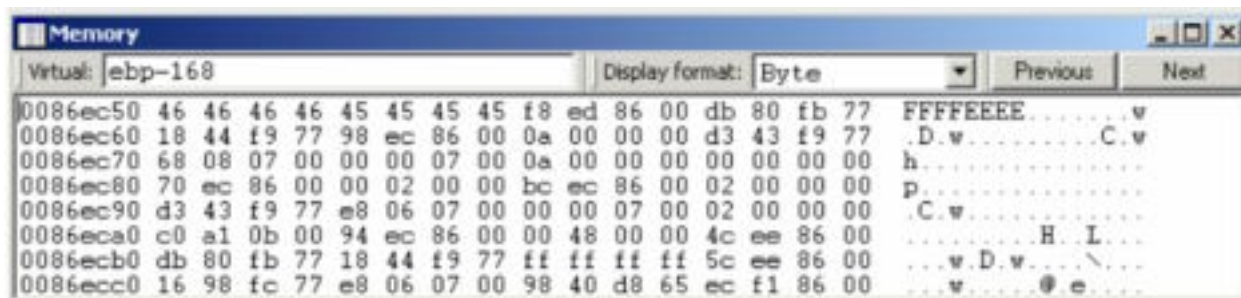 Memory
Virtual: ebp-168 Display format: Byte Previous Next
0086ec50 46 46 46 46 45 45 45 45 f8 ed 86 00 db 80 fb 77 FFFFEEEE.......w
0086ec60 18 44 f9 77 98 ec 86 00 0a 00 00 00 d3 43 f9 77 .D.w.........C.w
0086ec70 68 08 07 00 00 00 07 00 0a 00 00 00 00 00 00 00 h...............
0086ec80 70 ec 86 00 00 02 00 00 bc ec 86 00 02 00 00 00 p...............
0086ec90 d3 43 f9 77 e8 06 07 00 00 00 07 00 02 00 00 00 .C.w............
0086eca0 c0 a1 0b 00 94 ec 86 00 00 48 00 00 4c ee 86 00 .........H..L...
0086ecb0 db 80 fb 77 18 44 f9 77 ff ff ff ff 5c ee 86 00 ...w.D.w....\...
0086ecc0 16 98 fc 77 e8 06 07 00 98 40 d8 65 ec f1 86 00 ...w.....@.e....